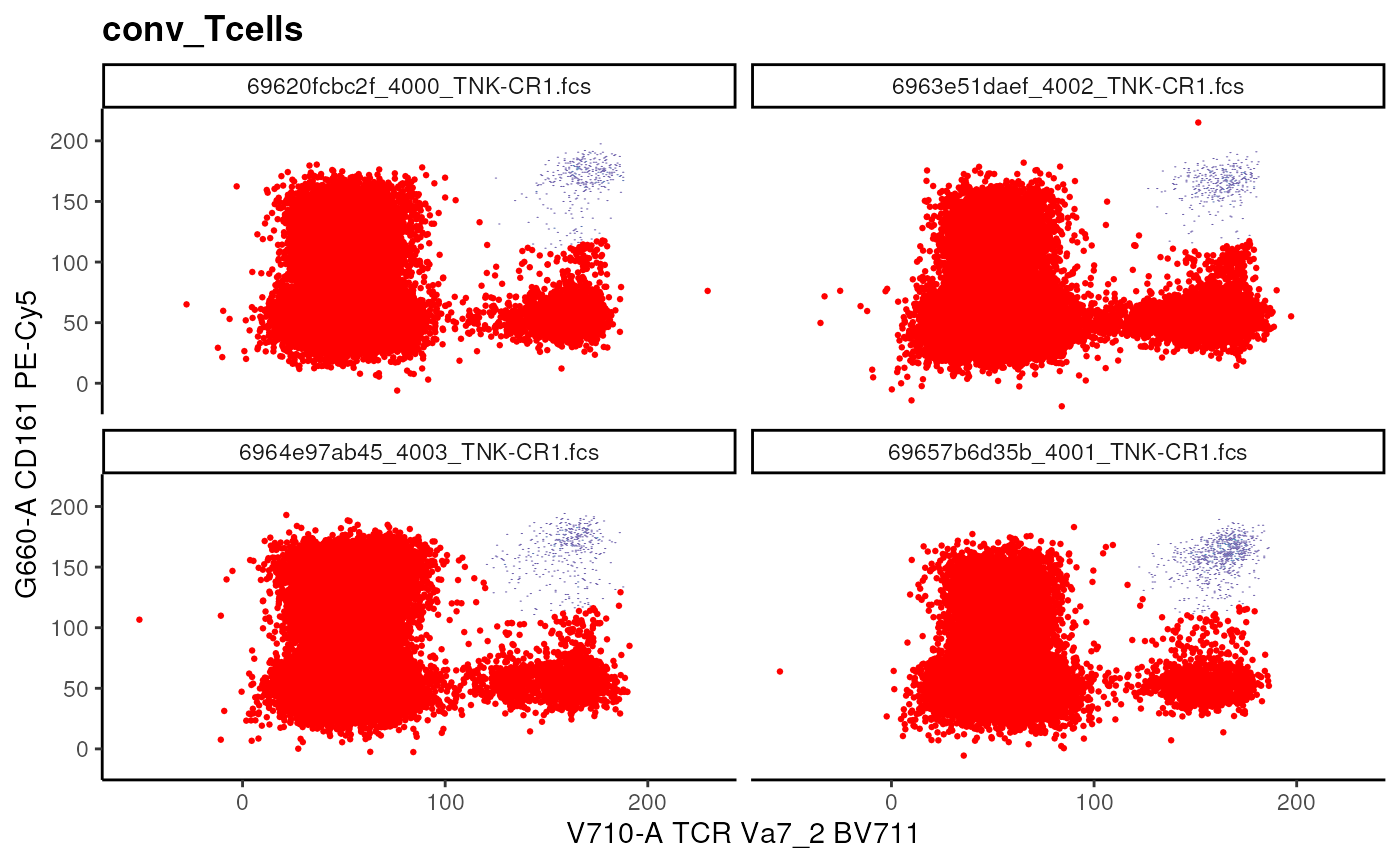 conv_Tcells
69620fcbc2f_4000_TNK-CR1.fcs
6963e51daef_4002_TNK-CR1.fcs
200
150
100
50
0
6964e97ab45_4003_TNK-CR1.fcs
69657b6d35b_4001_TNK-CR1.fcs
200
150
100
50
0
0
100
200
0
100
200
V710-A TCR Va7_2 BV711
G660-A CD161 PE-Cy5